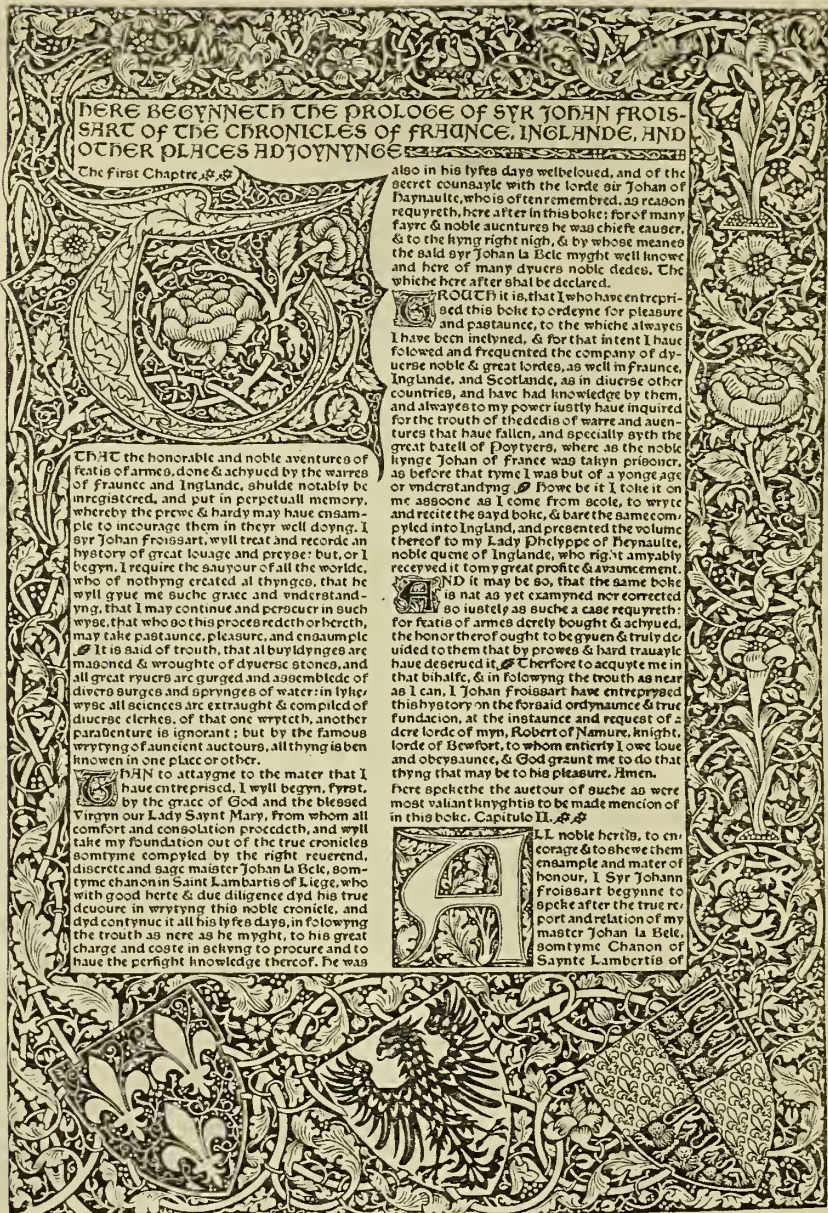 HERE BEGYNNETH THE PROLOGE OF SYR JOHAN FROIS-
SART OF THE CHRONICLES OF FRAUNCE, INGLANDE, AND
OTHER PLACES ADJOYNYNGE
The first Chaptre.
T
THAT the honorable and noble aventures of
featis of armes, done & achyued by the warres
of fraunce and Inglande, shulde notably be
inregistered, and put in perpetuall memory,
whereby the prewe & hardy may have ensam-
ple to incourage them in theyr well doyng. I
syr Johan froissart, wyll treat and recorde an
hystory of great louage and preyse: but, or I
begyn, I require the sauyour of all the worlde,
who of nothyng created al thynges, that he
wyll gyue me suche grace and vnderstand-
yng, that I may continue and perseuer in such
wyse, that who so this proces redeth or hereth,
may take pastaunce, pleasure, and ensaumple
It is said of trouth, that al buyldynges are
masoned & wroughte of dyuerse stones, and
all great ryuers are gurged and assemblede of
divers surges and sprynges of water: in lyke-
wyse all sciences are extraught & compiled of
diuerse clerkes, of that one wryteth, another
paraventure is ignorant; but by the famous
wrytyng of auncient auctours, all thyng is ben
knowen in one place or other.
THAN to attaygne to the mater that I
haue entreprised, I wyll begyn, fyrst,
by the grace of God and the blessed
Virgyn our Lady Saynt Mary, from whom all
comfort and consolation procedeth, and wyll
take my foundation out of the true cronicles
somtyme compyled by the right reuerend,
discrete and sage maister Johan la Bele, som-
tyme chanon in Saint Lambartis of Liege, who
with good herte & due diligence dyd his true
deuoure in wrytyng this noble cronicle, and
dyd contynue it all his lyfes days, in folowyng
the trouth as nere as he myght, to his great
charge and coste in sekyng to procure and to
haue the perfight knowledge therof. He was
also in his lyfes days welbeloued, and of the
secret counsayle with the lorde sir Johan of
Haynaulte, who is often remembred, as reason
requyreth, here after in this boke; for of many
fayre & noble auentures he was chiefe causer,
& to the kyng right nigh, & by whose meanes
the said syr Johan la Bele myght well knowe
and here of many dyuers noble dedes. The
whiche here after shal be declared.
TROUTH it is, that I who have entrepri-
sed this boke to ordeyne for pleasure
and pastaunce, to the whiche alwayes
I have been inclyned, & for that intent I haue
folowed and frequented the company of dy-
uerse noble & great lordes, as well in fraunce,
Inglande, and Scotlande, as in diuerse other
countries, and have had knowledge by them,
and alwayes to my power iustly haue inquired
for the trouth of thededis of warre and auen-
tures that haue fallen, and specially syth the
great batell of Poytyers, where as the noble
kynge Johan of france was takyn prisoner,
as before that tyme I was but of a yonge age
or vnderstandyng. Howe be it I toke it on
me assoone as I come from scole, to wryte
and recite the sayd boke, & bare the same com-
pyled into Ingland, and presented the volume
thereof to my Lady Phelyppe of Heynaulte,
noble quene of Inglande, who right amyably
receyved it to my great profite & avauncement.
AND it may be so, that the same boke
is nat as yet examyned nor corrected
so iustely as suche a case requyreth:
for featis of armes derely bought & achyued,
the honor therof ought to be gyuen & truly de-
uided to them that by prowes & hard trauayle
haue deserued it. Therfore to acquyte me in
that bihalfe, & in folowyng the trouth as near
as I can, I Johan froissart have entreprysed
this hystory on the forsaid ordynaunce & true
fundacion, at the instaunce and request of a
dere lorde of myn, Robert of Namure, knight,
lorde of Bewfort, to whom entierly I owe loue
and obeysaunce, & God graunt me to do that
thyng that may be to his pleasure. Amen.
Here spekethe the auetour of suche as were
most valiant knyghtis to be made mencion of
in this boke. Capitulo II.
ALL noble hertis, to en-
corage & to shewe them
ensample and mater of
honour, I Syr Johann
froissart begynne to
speke after the true re-
port and relation of my
master Johan la Bele,
somtyme Chanon of
Saynte Lambertis of